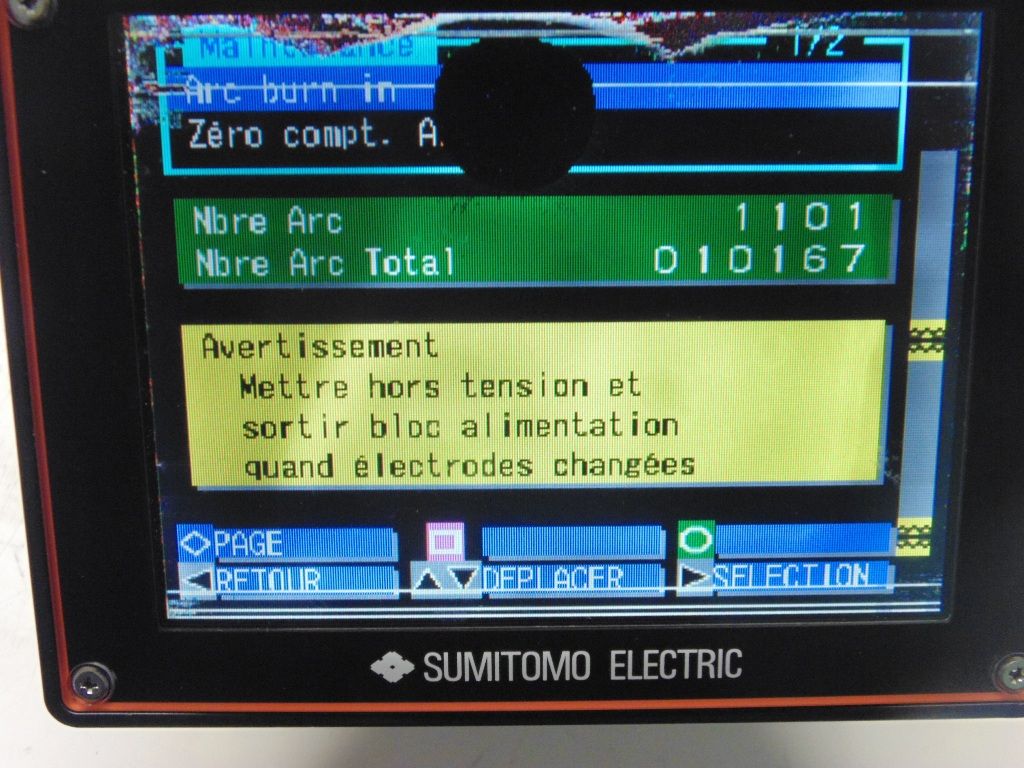 Maintenance 1/2
Arc burn in
Zéro compt. A
Nbre Arc 1101
Nbre Arc Total 010167
Avertissement
Mettre hors tension et
sortir bloc alimentation
quand électrodes changées
PAGE
RETOUR DEPLACER SELECTION
SUMITOMO ELECTRIC